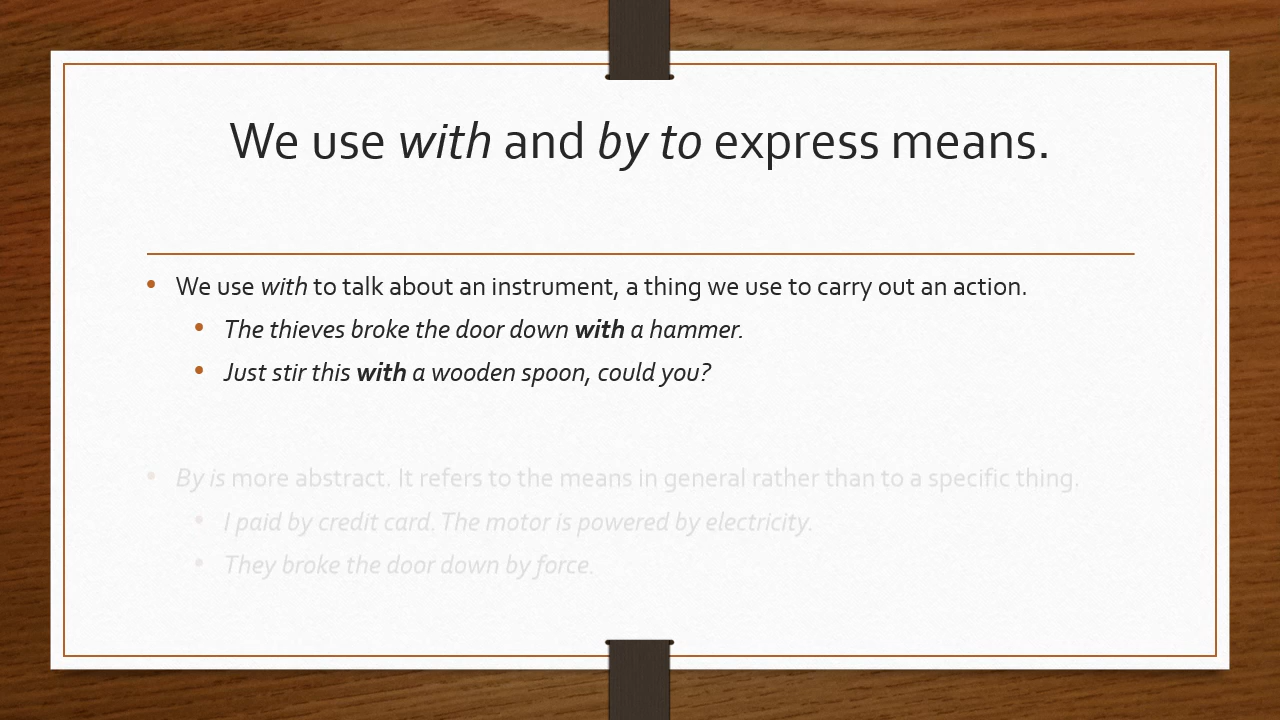 We use with and by to express means.
We use with to talk about an instrument, a thing we use to carry out an action.
The thieves broke the door down with a hammer.
Just stir this with a wooden spoon, could you?
By is more abstract. It refers to the means in general rather than to a specific thing.
I paid by credit card. The motor is powered by electricity.
They broke the door down by force.